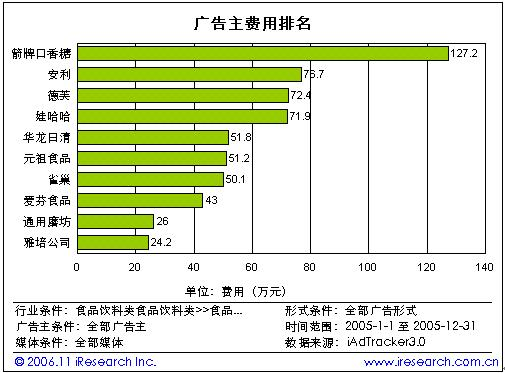 广告主费用排名
箭牌口香糖 127.2
安利 76.7
德芙 72.4
娃哈哈 71.9
华龙日清 51.8
元祖食品 51.2
雀巢 50.1
爱芬食品 43
通用磨坊 26
雅培公司 24.2
0 20 40 60 80 100 120 140
单位：费用（万元）
行业条件：食品饮料类食品饮料类>>食品... 形式条件：全部广告形式
广告主条件：全部广告主 时间范围：2005-1-1 至 2005-12-31
媒体条件：全部媒体 数据来源：iAdTracker3.0
© 2006.11 iResearch Inc. www.iresearch.com.cn